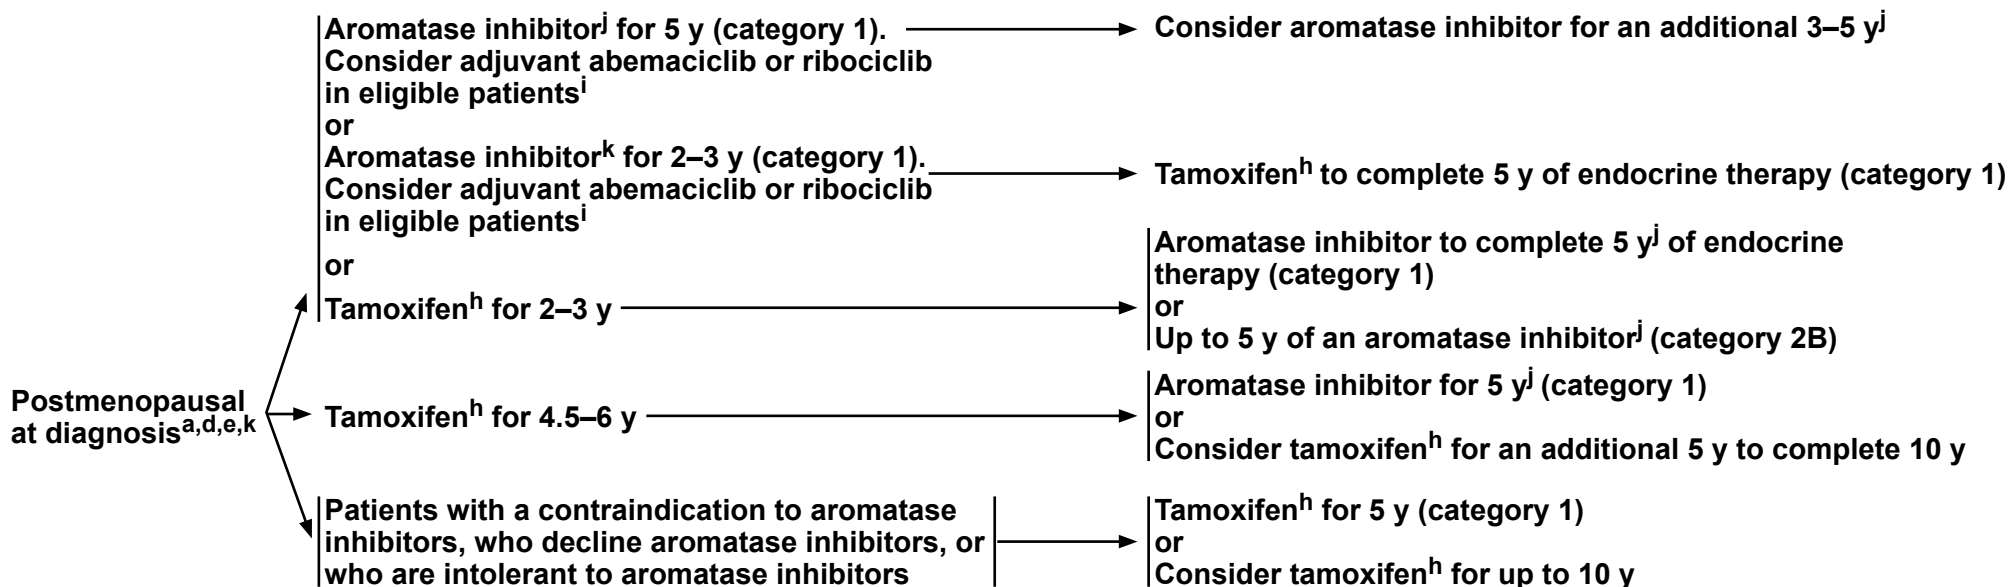 Postmenopausal
at diagnosisa,d,e,k
Aromatase inhibitorj for 5 y (category 1).
Consider adjuvant abemaciclib or ribociclib
in eligible patientsi
or
Aromatase inhibitork for 2–3 y (category 1).
Consider adjuvant abemaciclib or ribociclib
in eligible patientsi
or
Tamoxifenh for 2–3 y
Tamoxifenh for 4.5–6 y
Patients with a contraindication to aromatase
inhibitors, who decline aromatase inhibitors, or
who are intolerant to aromatase inhibitors
Consider aromatase inhibitor for an additional 3–5 yj
Tamoxifenh to complete 5 y of endocrine therapy (category 1)
Aromatase inhibitor to complete 5 yj of endocrine
therapy (category 1)
or
Up to 5 y of an aromatase inhibitorj (category 2B)
Aromatase inhibitor for 5 yj (category 1)
or
Consider tamoxifenh for an additional 5 y to complete 10 y
Tamoxifenh for 5 y (category 1)
or
Consider tamoxifenh for up to 10 y